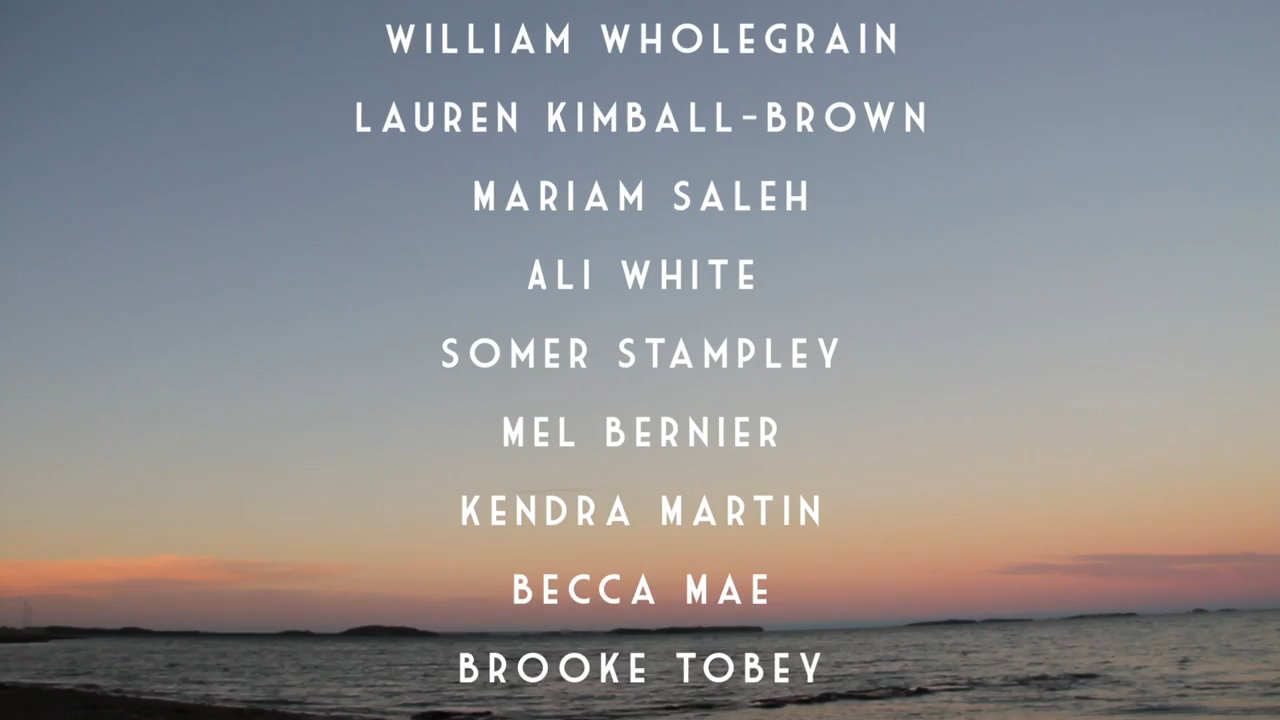 WILLIAM WHOLEGRAIN
LAUREN KIMBALL-BROWN
MARIAM SALEH
ALI WHITE
SOMER STAMPLEY
MEL BERNIER
KENDRA MARTIN
BECCA MAE
BROOKE TOBEY